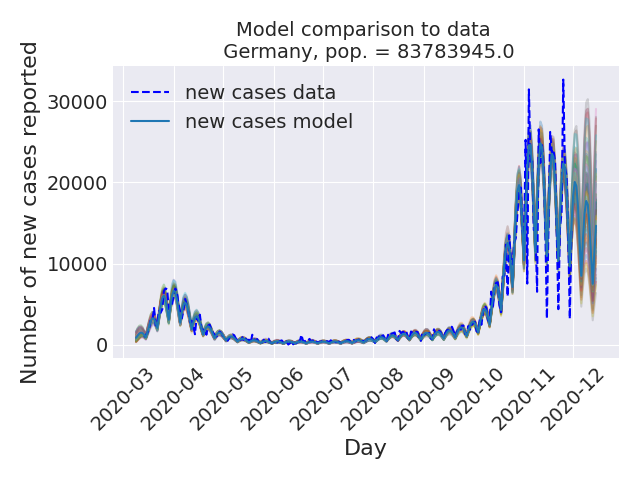 Model comparison to data
Germany, pop. = 83783945.0
Number of new cases reported
30000
20000
10000
0
new cases data
new cases model
2020-03
2020-04
2020-05
2020-06
2020-07
2020-08
2020-09
2020-10
2020-11
2020-12
Day